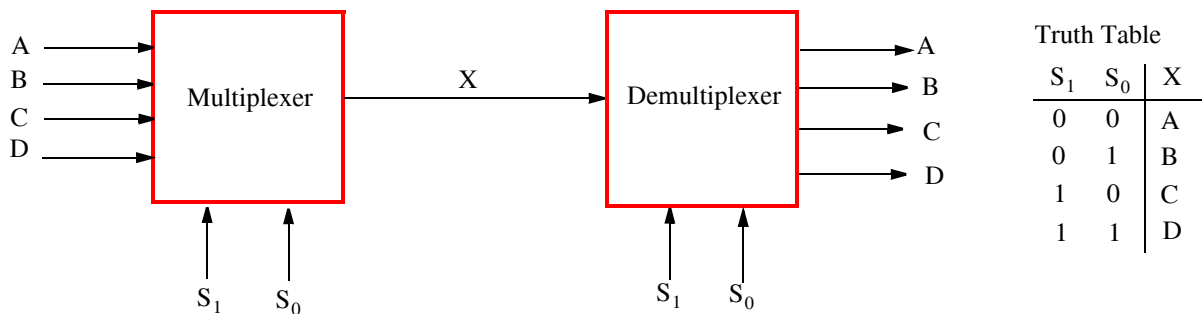 A
B
C
D
Multiplexer
S1 S0
X
Demultiplexer
A
B
C
D
S1 S0
Truth Table
S1 S0 X
0 0 A
0 1 B
1 0 C
1 1 D